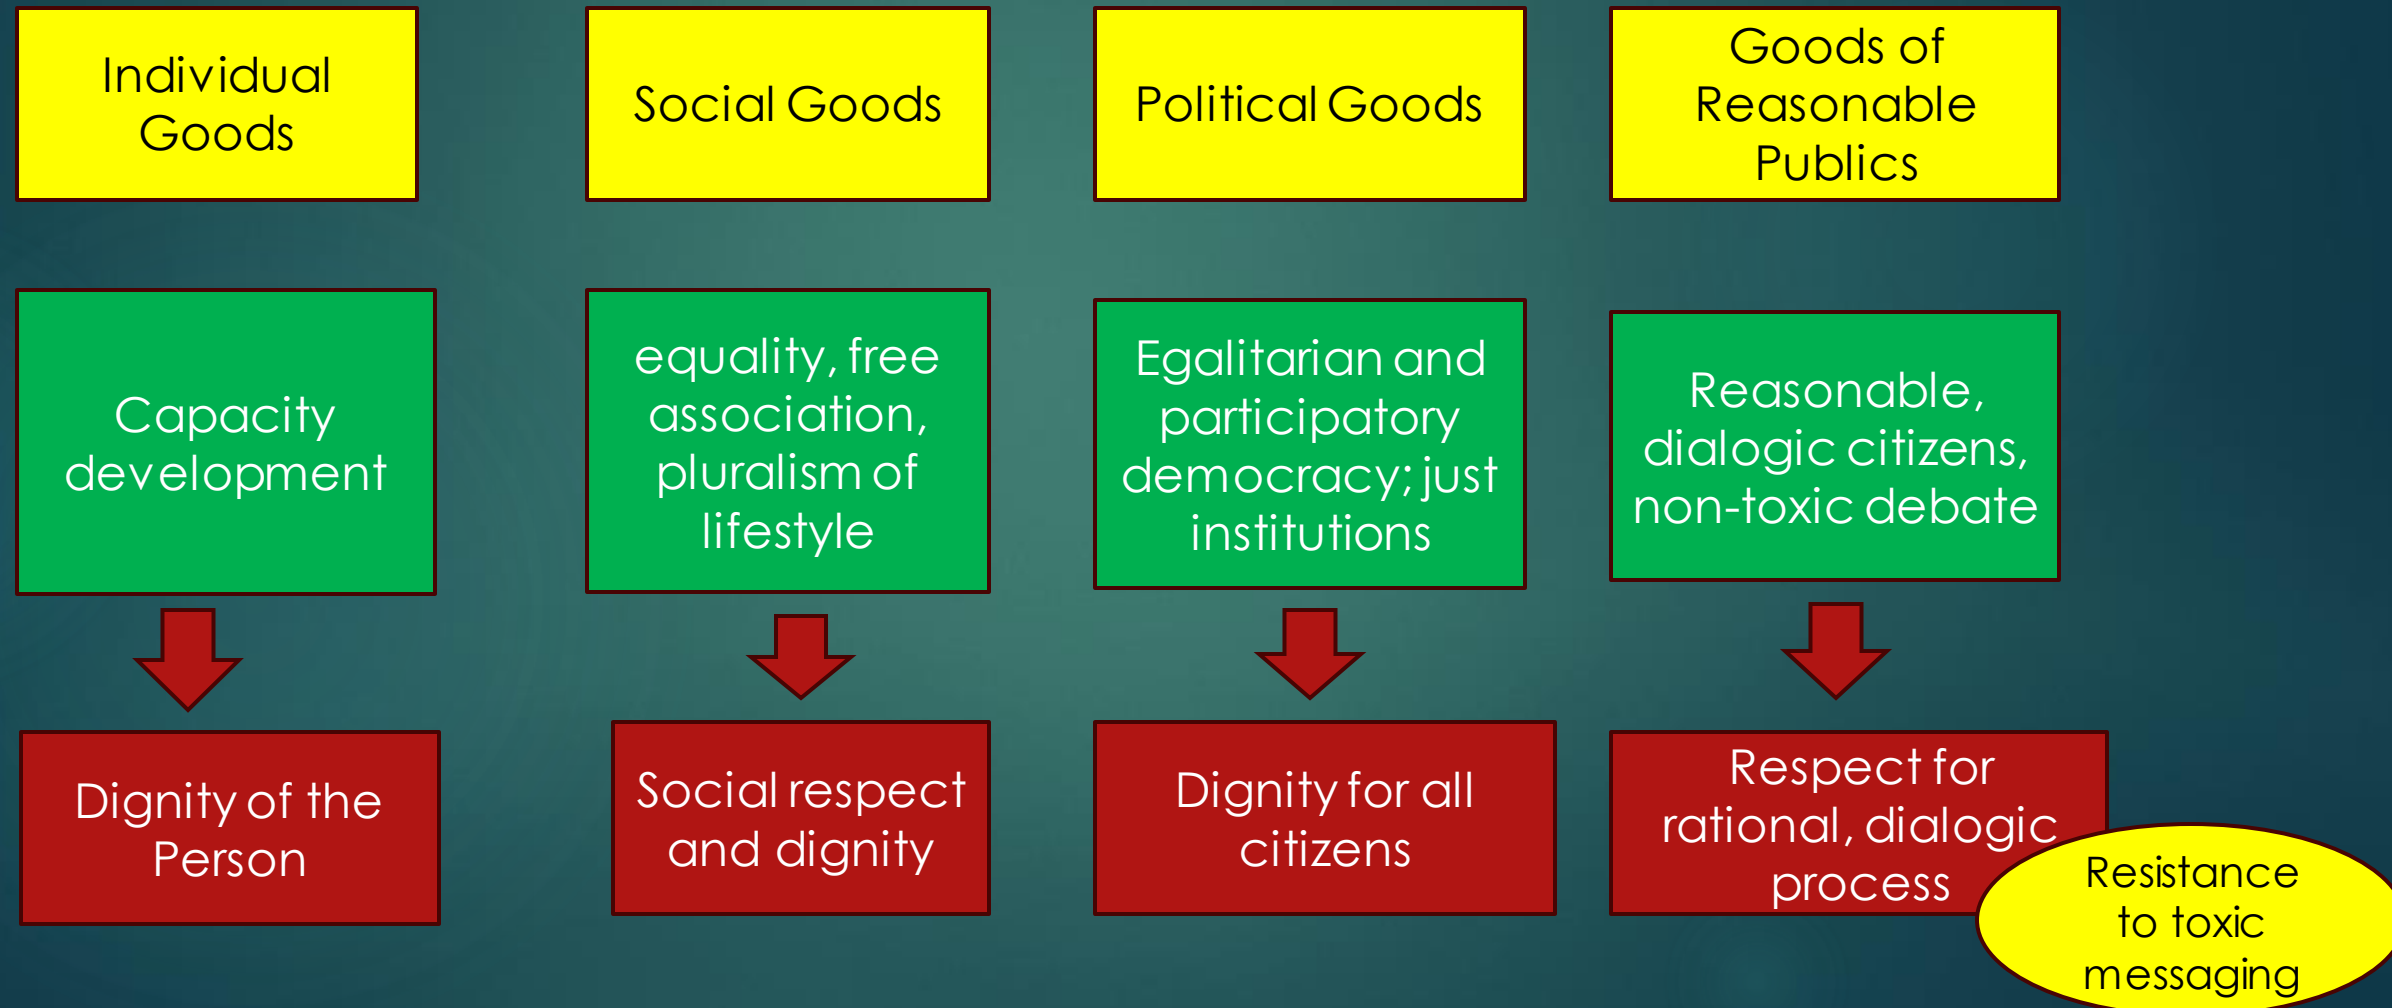 Individual
Goods
Social Goods
Political Goods
Goods of
Reasonable
Publics
Capacity
development
equality, free
association,
pluralism of
lifestyle
Egalitarian and
participatory
democracy; just
institutions
Reasonable,
dialogic citizens,
non-toxic debate
Dignity of the
Person
Social respect
and dignity
Dignity for all
citizens
Respect for
rational, dialogic
process
Resistance
to toxic
messaging